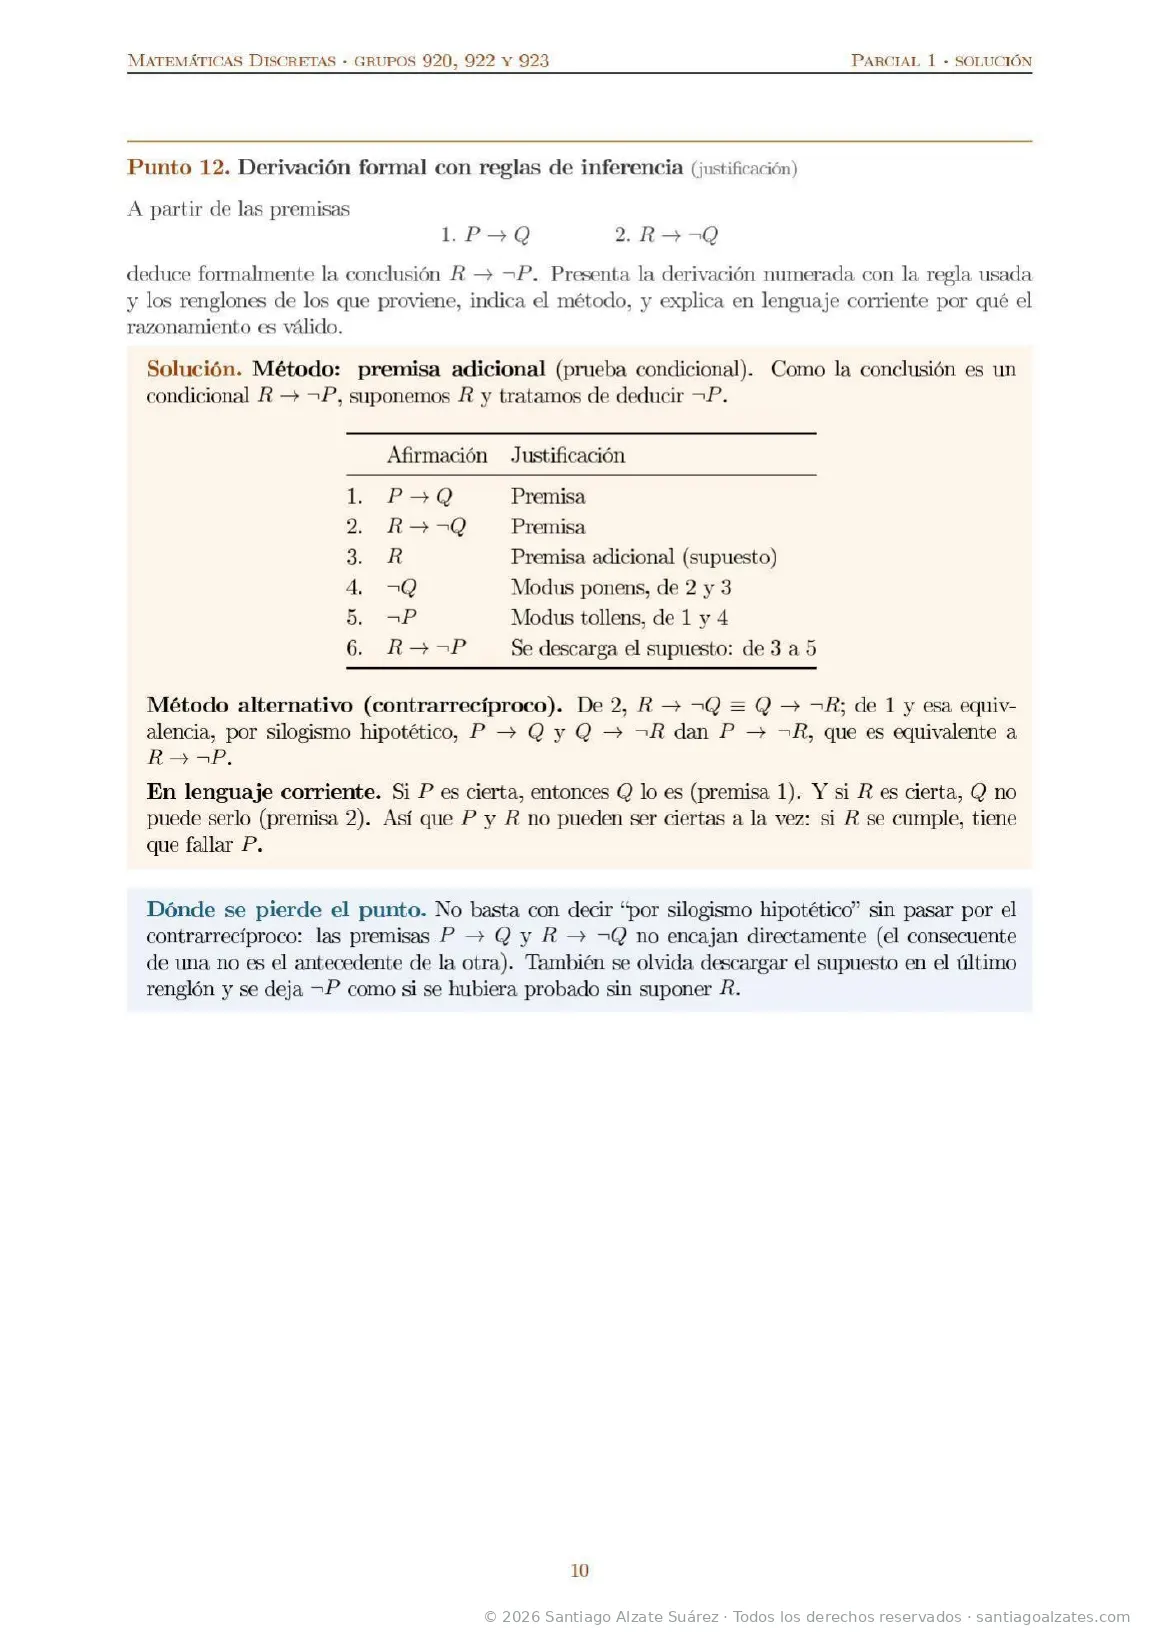 Matemáticas Discretas · grupos 920, 922 y 923 Parcial 1 · solución
Punto 12. Derivación formal con reglas de inferencia (justificación)
A partir de las premisas
1. P → Q 2. R → ¬Q
deduce formalmente la conclusión R → ¬P. Presenta la derivación numerada con la regla usada
y los renglones de los que proviene, indica el método, y explica en lenguaje corriente por qué el
razonamiento es válido.
Solución. Método: premisa adicional (prueba condicional). Como la conclusión es un
condicional R → ¬P, suponemos R y tratamos de deducir ¬P.
Afirmación Justificación
1. P → Q Premisa
2. R → ¬Q Premisa
3. R Premisa adicional (supuesto)
4. ¬Q Modus ponens, de 2 y 3
5. ¬P Modus tollens, de 1 y 4
6. R → ¬P Se descarga el supuesto: de 3 a 5
Método alternativo (contrarrecíproco). De 2, R → ¬Q ≡ Q → ¬R; de 1 y esa equiv-
alencia, por silogismo hipotético, P → Q y Q → ¬R dan P → ¬R, que es equivalente a
R → ¬P.
En lenguaje corriente. Si P es cierta, entonces Q lo es (premisa 1). Y si R es cierta, Q no
puede serlo (premisa 2). Así que P y R no pueden ser ciertas a la vez: si R se cumple, tiene
que fallar P.
Dónde se pierde el punto. No basta con decir “por silogismo hipotético” sin pasar por el
contrarrecíproco: las premisas P → Q y R → ¬Q no encajan directamente (el consecuente
de una no es el antecedente de la otra). También se olvida descargar el supuesto en el último
renglón y se deja ¬P como si se hubiera probado sin suponer R.
10
© 2026 Santiago Alzate Suárez · Todos los derechos reservados · santiagoalzates.com